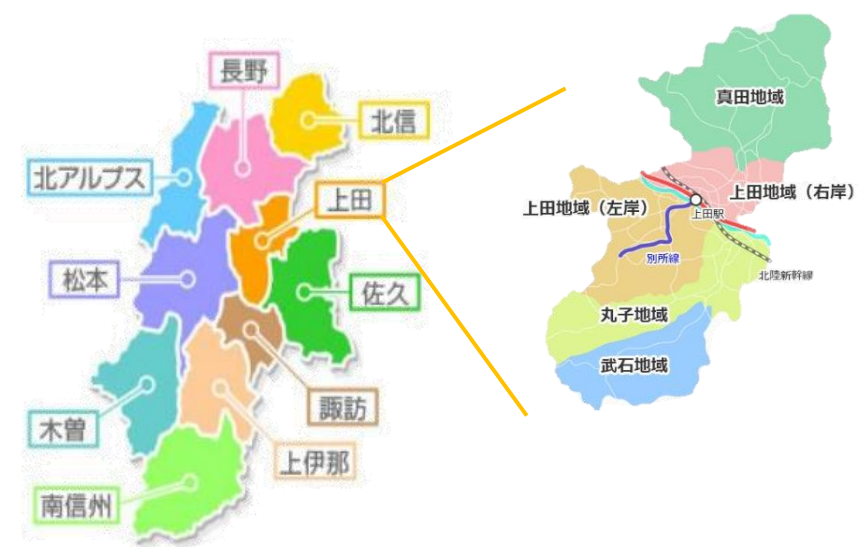 長野
北信
北アルプス
上田
松本
佐久
諏訪
木曽
上伊那
南信州
真田地域
上田地域（右岸）
上田地域（左岸）
上田駅
別所線
北陸新幹線
丸子地域
武石地域